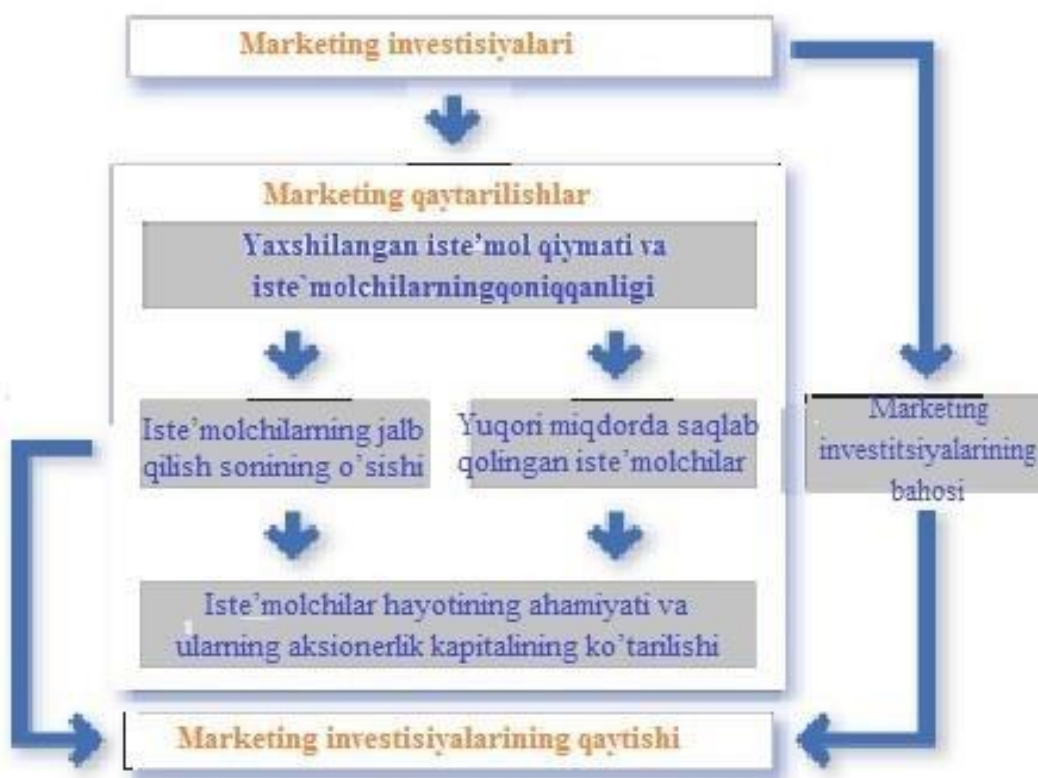 Marketing investisiyalari
Marketing qaytarilishlar
Yaxshilangan iste’mol qiymati va
iste`molchilarningqoniqqanligi
Iste’molchilarning jalb
qilish sonining o’sishi
Yuqori miqdorda saqlab
qolingan iste’molchilar
Marketing
investitsiyalarining
bahosi
Iste’molchilar hayotining ahamiyati va
ularning aksionerlik kapitalining ko’tarilishi
Marketing investisiyalarining qaytishi